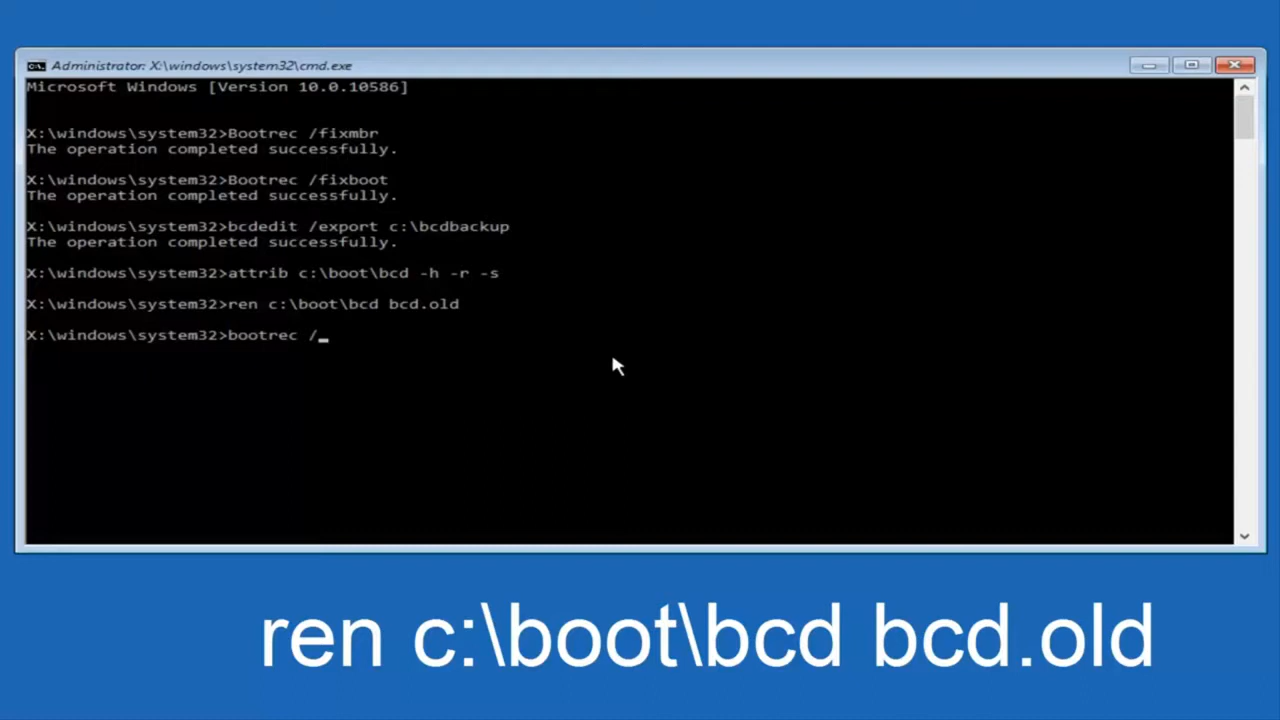 Administrator: X:\windows\system32\cmd.exe
Microsoft Windows [Version 10.0.10586]
X:\windows\system32>Bootrec /fixmbr
The operation completed successfully.
X:\windows\system32>Bootrec /fixboot
The operation completed successfully.
X:\windows\system32>bcdedit /export c:\bcdbackup
The operation completed successfully.
X:\windows\system32>attrib c:\boot\bcd -h -r -s
X:\windows\system32>ren c:\boot\bcd bcd.old
X:\windows\system32>bootrec /_
ren c:\boot\bcd bcd.old